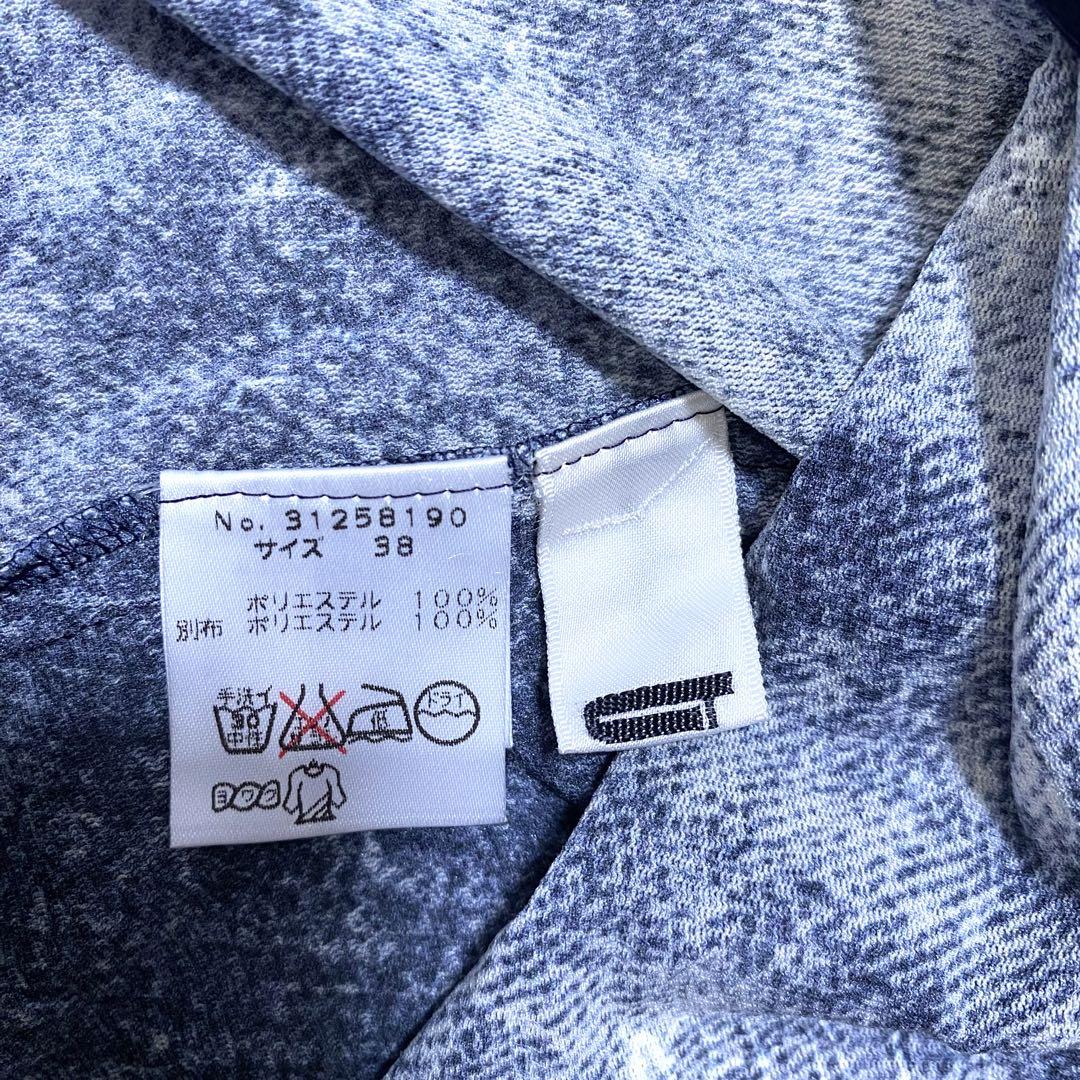 No. 31258190
サイズ 38
ポリエステル 100%
別布 ポリエステル 100%
手洗イ
30
中性
低
ドライ
ヨワク